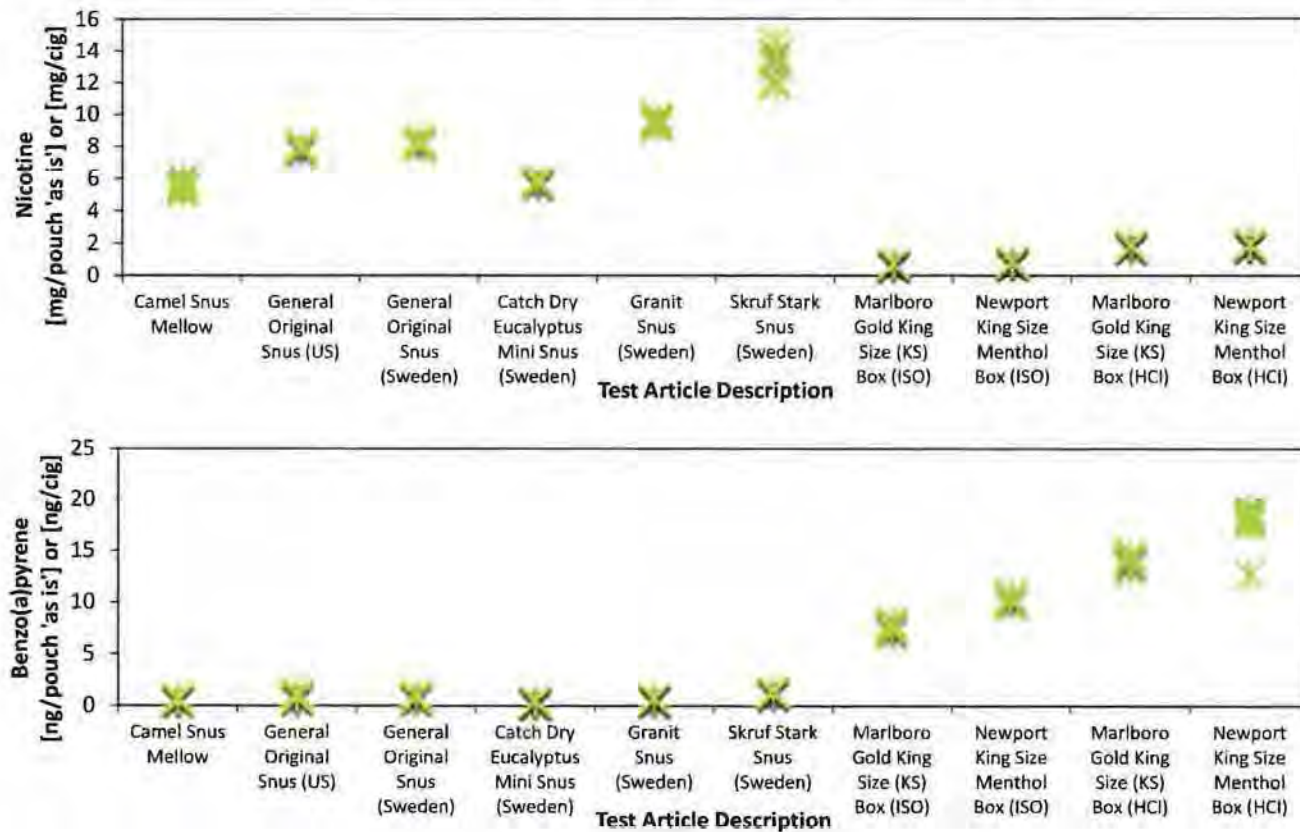 16
14
12
10
8
6
4
2
0
Nicotine
[mg/pouch 'as is'] or [mg/cig]
Camel Snus
Mellow
General
Original
Snus (US)
General
Original
Snus
(Sweden)
Catch Dry
Eucalyptus
Mini Snus
(Sweden)
Granit
Snus
(Sweden)
Skruf Stark
Snus
(Sweden)
Marlboro
Gold King
Size (KS)
Box (ISO)
Newport
King Size
Menthol
Box (ISO)
Marlboro
Gold King
Size (KS)
Box (HCI)
Newport
King Size
Menthol
Box (HCI)
Test Article Description
25
20
15
10
5
0
Benzo(a)pyrene
[ng/pouch 'as is'] or [ng/cig]
Camel Snus
Mellow
General
Original
Snus (US)
General
Original
Snus
(Sweden)
Catch Dry
Eucalyptus
Mini Snus
(Sweden)
Granit
Snus
(Sweden)
Skruf Stark
Snus
(Sweden)
Marlboro
Gold King
Size (KS)
Box (ISO)
Newport
King Size
Menthol
Box (ISO)
Marlboro
Gold King
Size (KS)
Box (HCI)
Newport
King Size
Menthol
Box (HCI)
Test Article Description